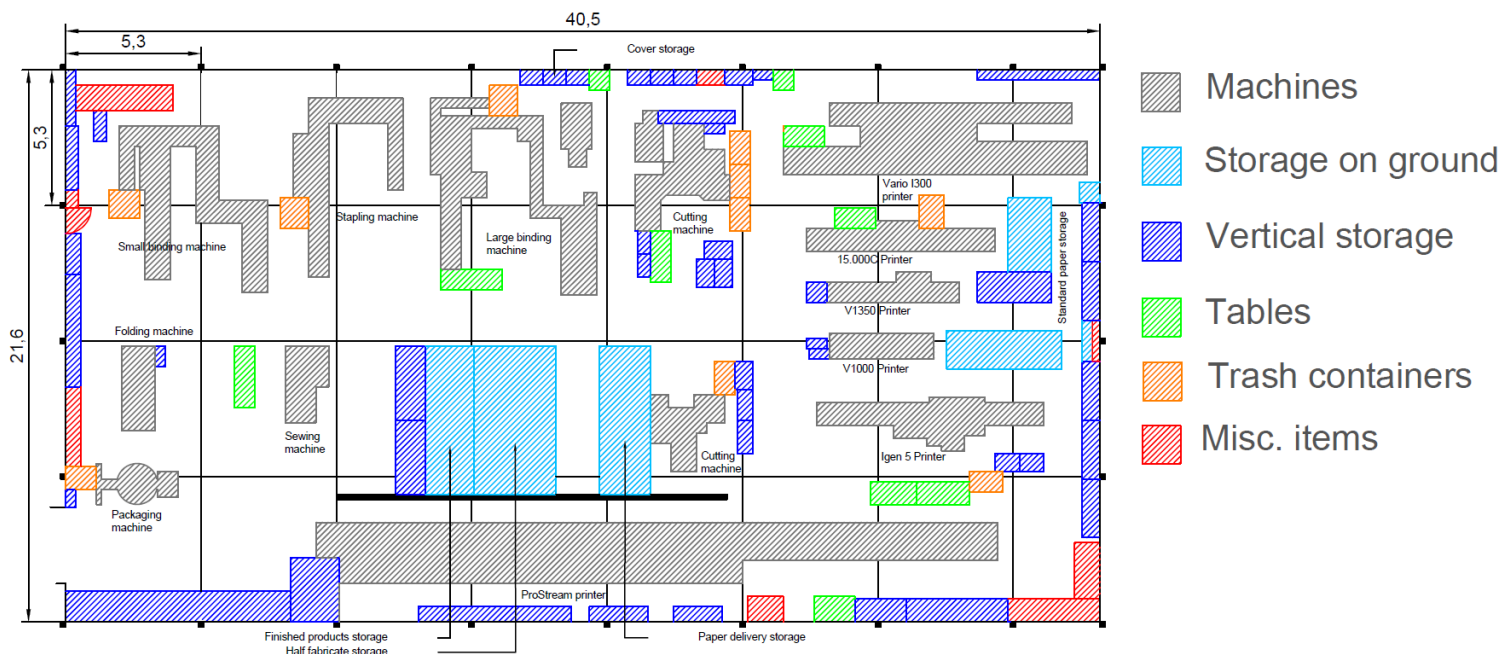 40,5
5,3
Cover storage
5,3
21,6
Small binding machine
Stapling machine
Large binding
machine
Cutting
machine
Vario I300
printer
15.000C Printer
Standard paper storage
V1350 Printer
V1000 Printer
Folding machine
Sewing
machine
Cutting
machine
Igen 5 Printer
Packaging
machine
ProStream printer
Finished products storage
Half fabricate storage
Paper delivery storage
Machines
Storage on ground
Vertical storage
Tables
Trash containers
Misc. items